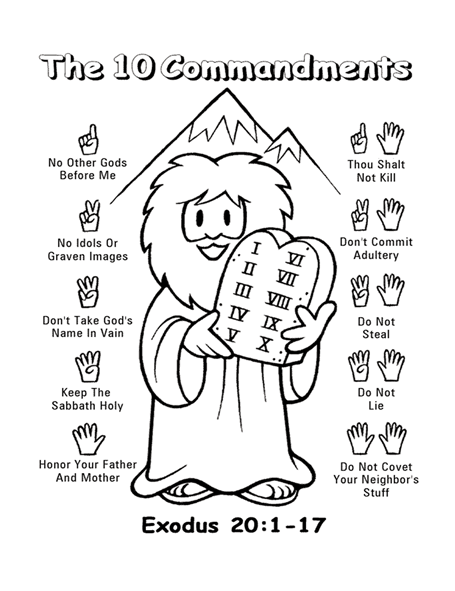 The 10 Commandments
No Other Gods
Before Me
No Idols Or
Graven Images
Don't Take God's
Name In Vain
Keep The
Sabbath Holy
Honor Your Father
And Mother
I
II
III
IV
V
VI
VII
VIII
IX
X
Thou Shalt
Not Kill
Don't Commit
Adultery
Do Not
Steal
Do Not
Lie
Do Not Covet
Your Neighbor's
Stuff
Exodus 20:1-17